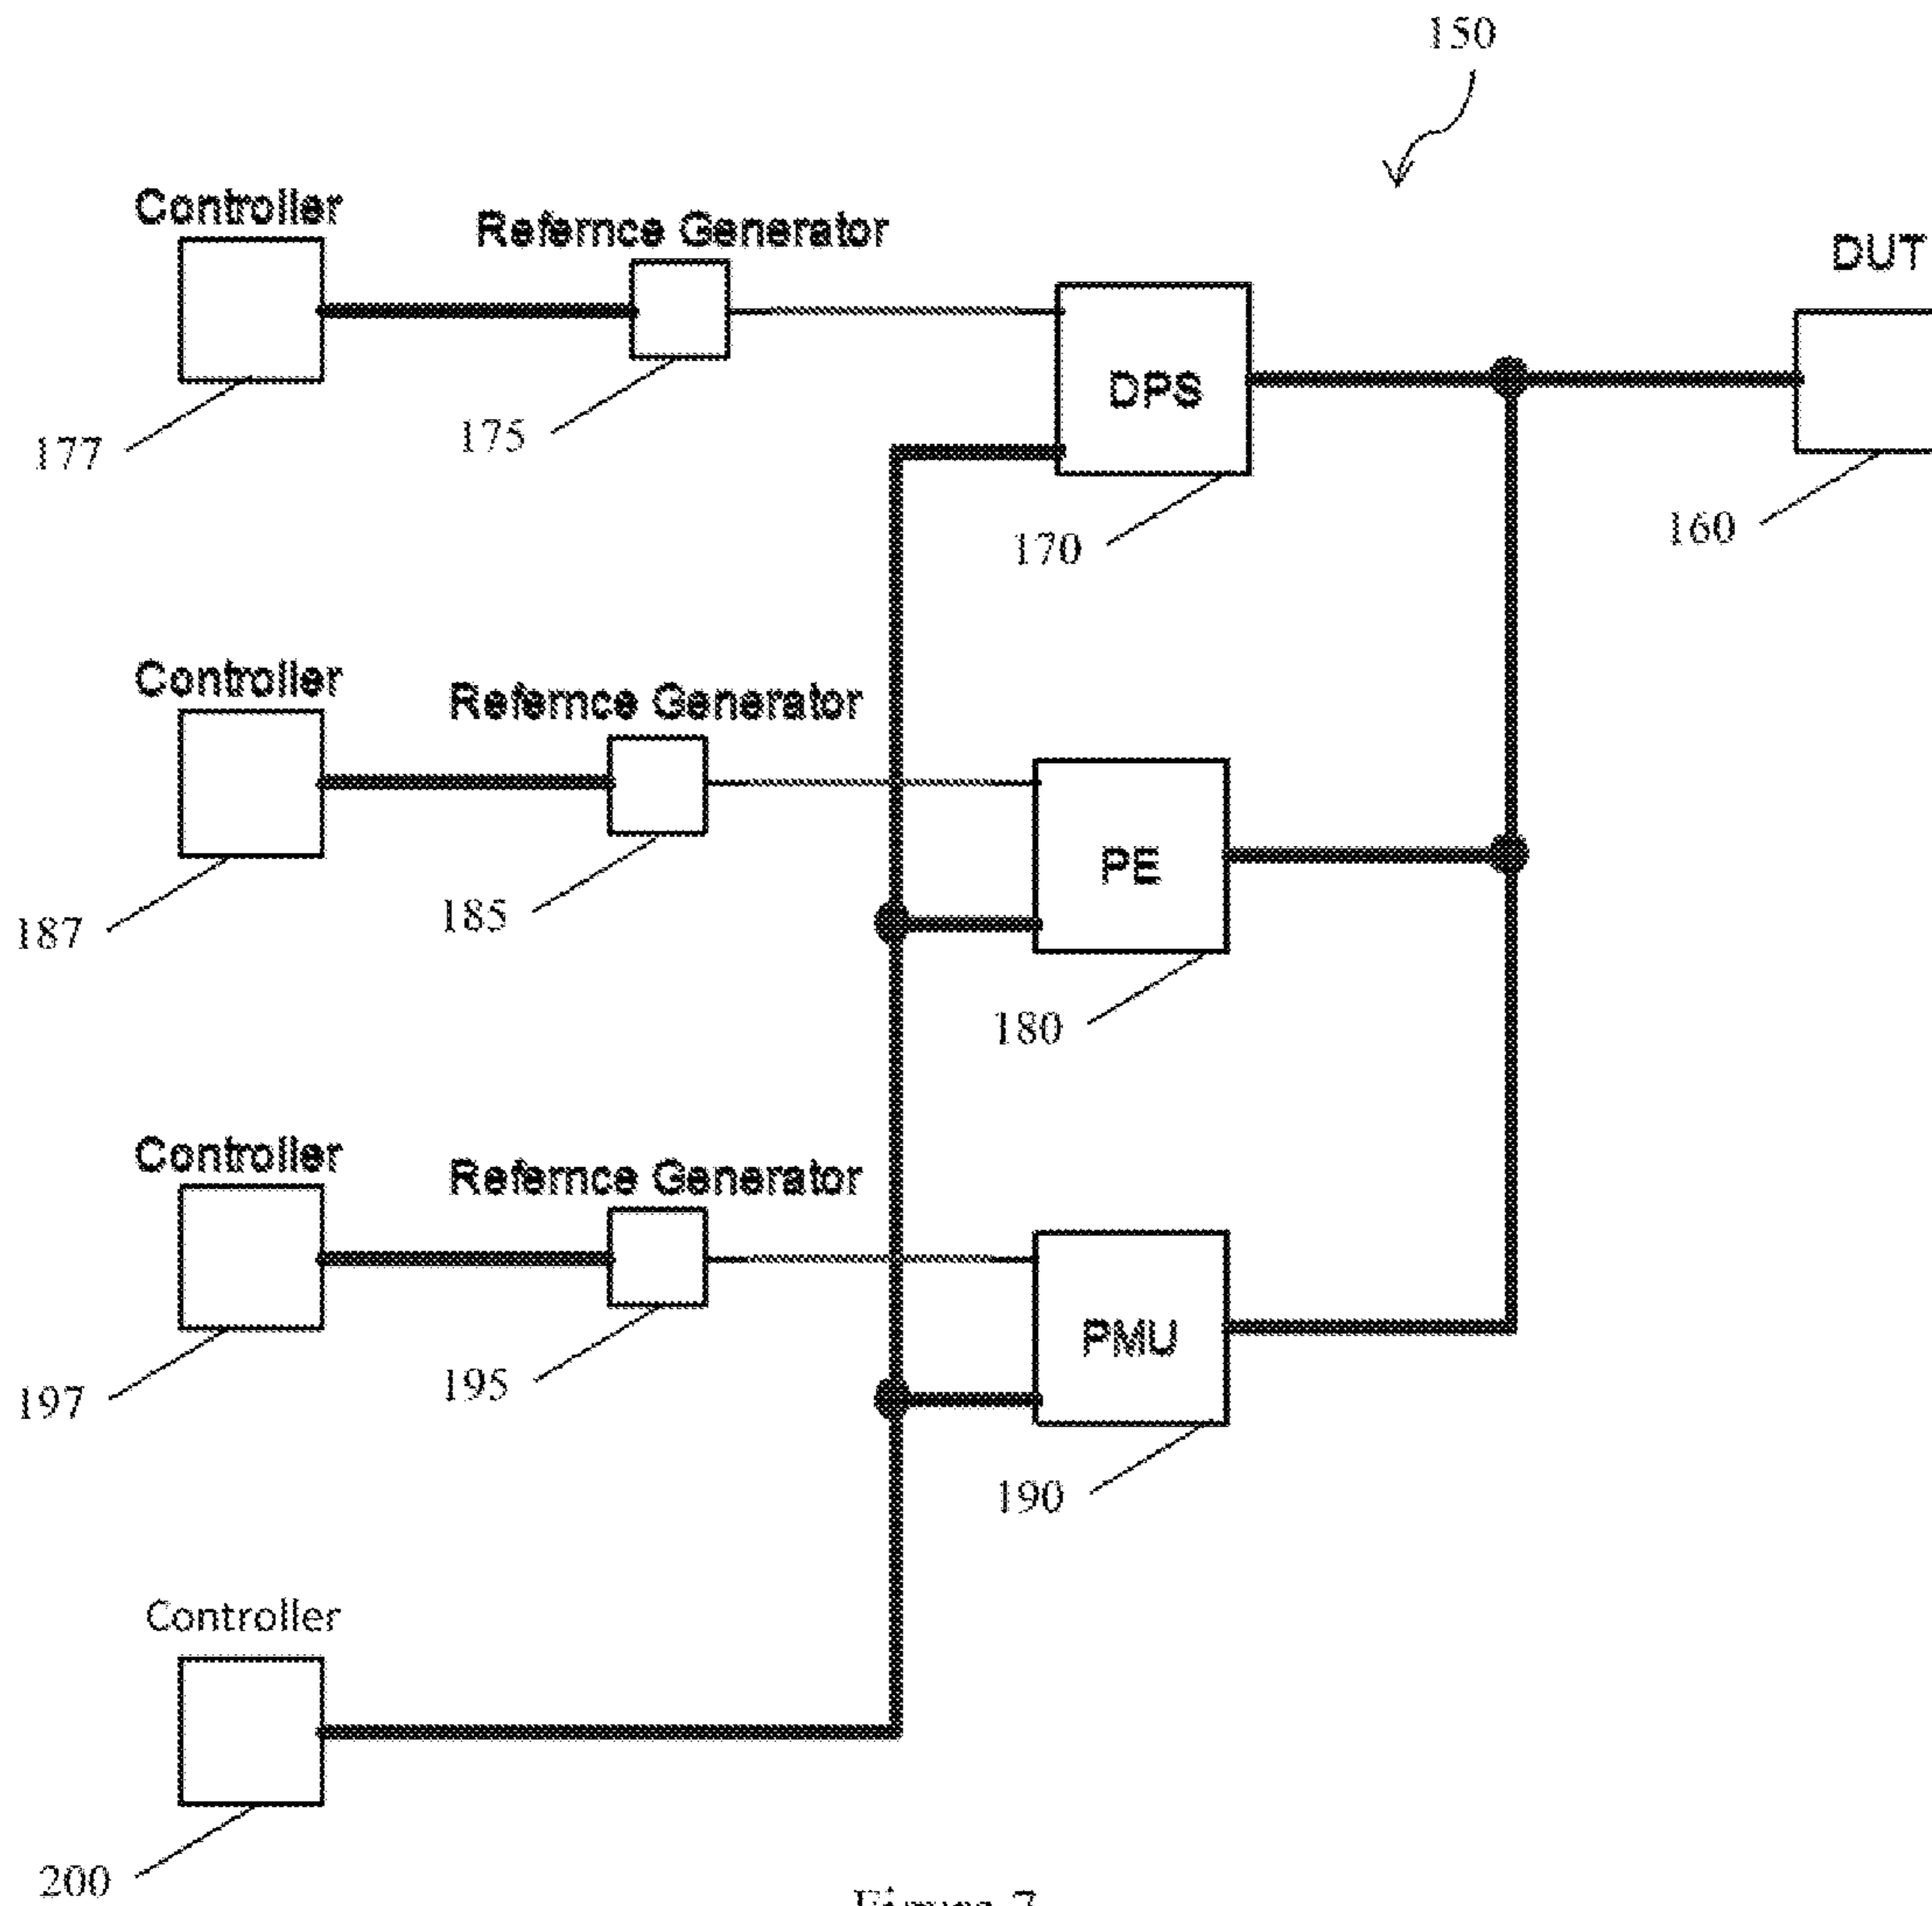 150
Controller
Refernce Generator
DUT
DPS
177
175
170
160
Controller
Refernce Generator
PE
187
185
180
Controller
Refernce Generator
PMU
197
195
190
Controller
200